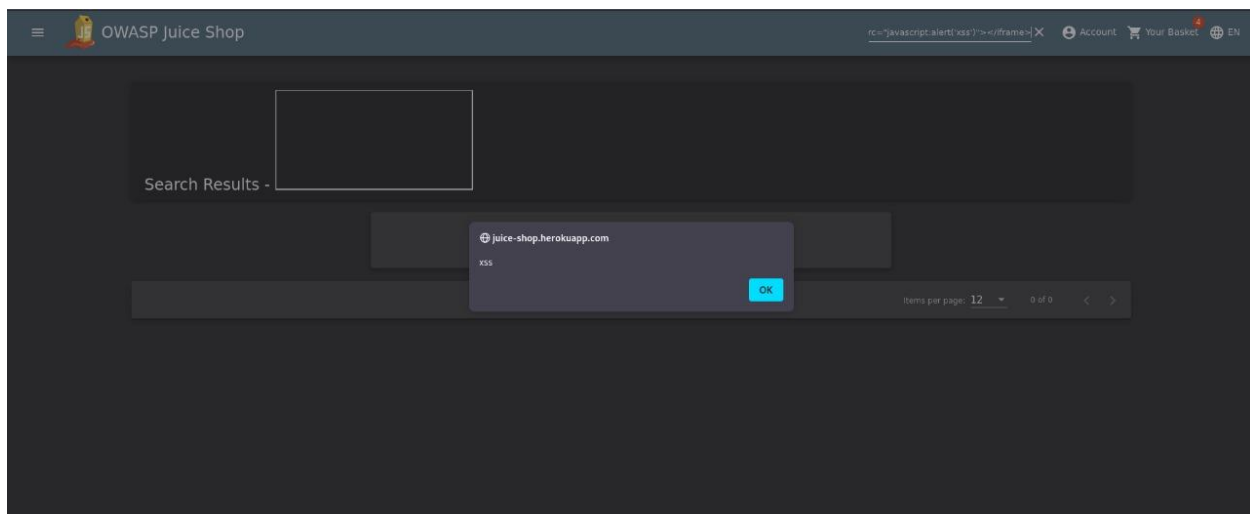 OWASP Juice Shop
rc="javascript:alert('xss')"></iframe>
Account
4
Your Basket
EN
Search Results -
juice-shop.herokuapp.com
xss
OK
Items per page: 12
0 of 0